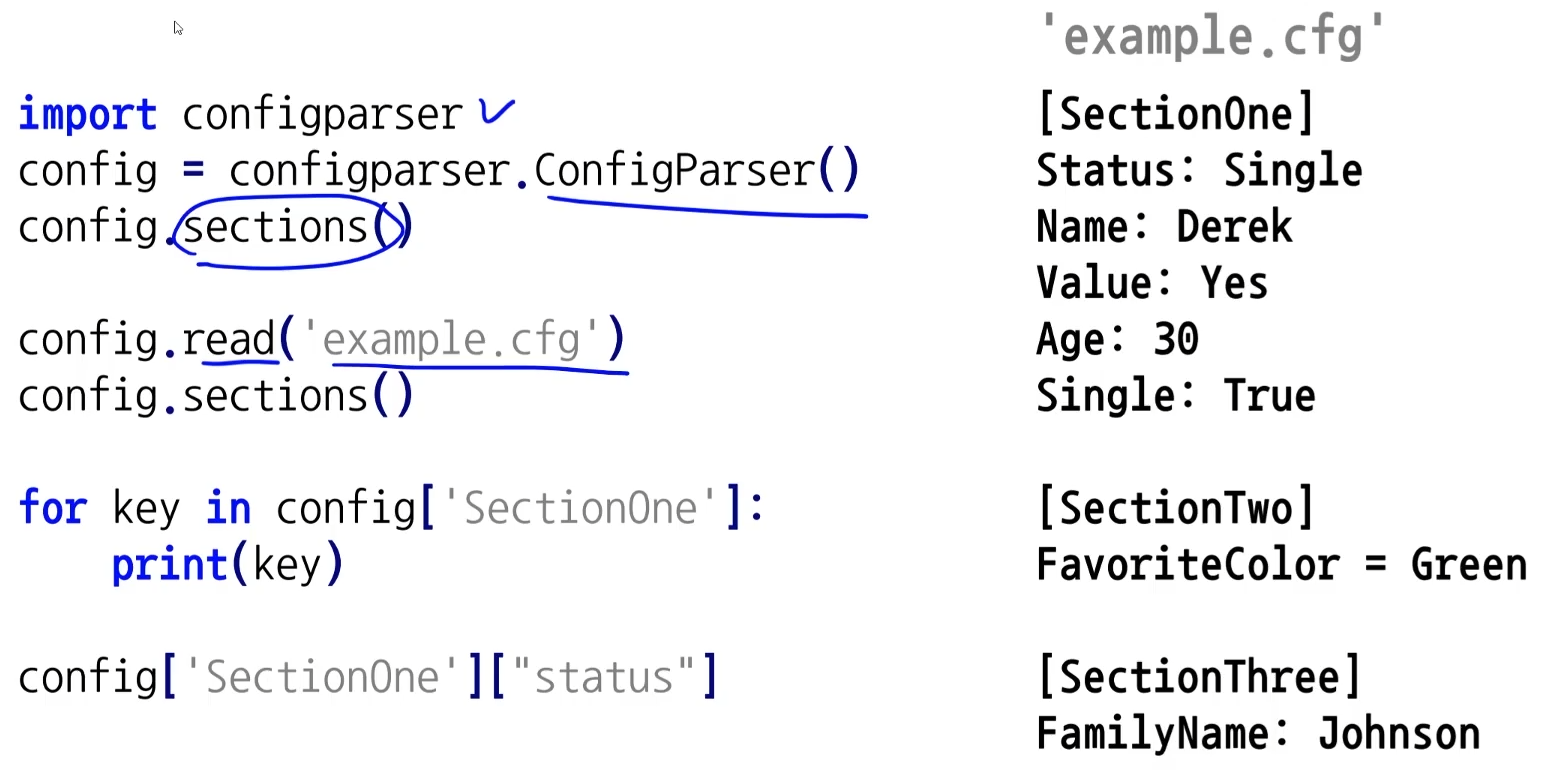 import configparser
config = configparser.ConfigParser()
config.sections()
config.read('example.cfg')
config.sections()
for key in config['SectionOne']:
    print(key)
config['SectionOne']["status"]
'example.cfg'
[SectionOne]
Status: Single
Name: Derek
Value: Yes
Age: 30
Single: True
[SectionTwo]
FavoriteColor = Green
[SectionThree]
FamilyName: Johnson